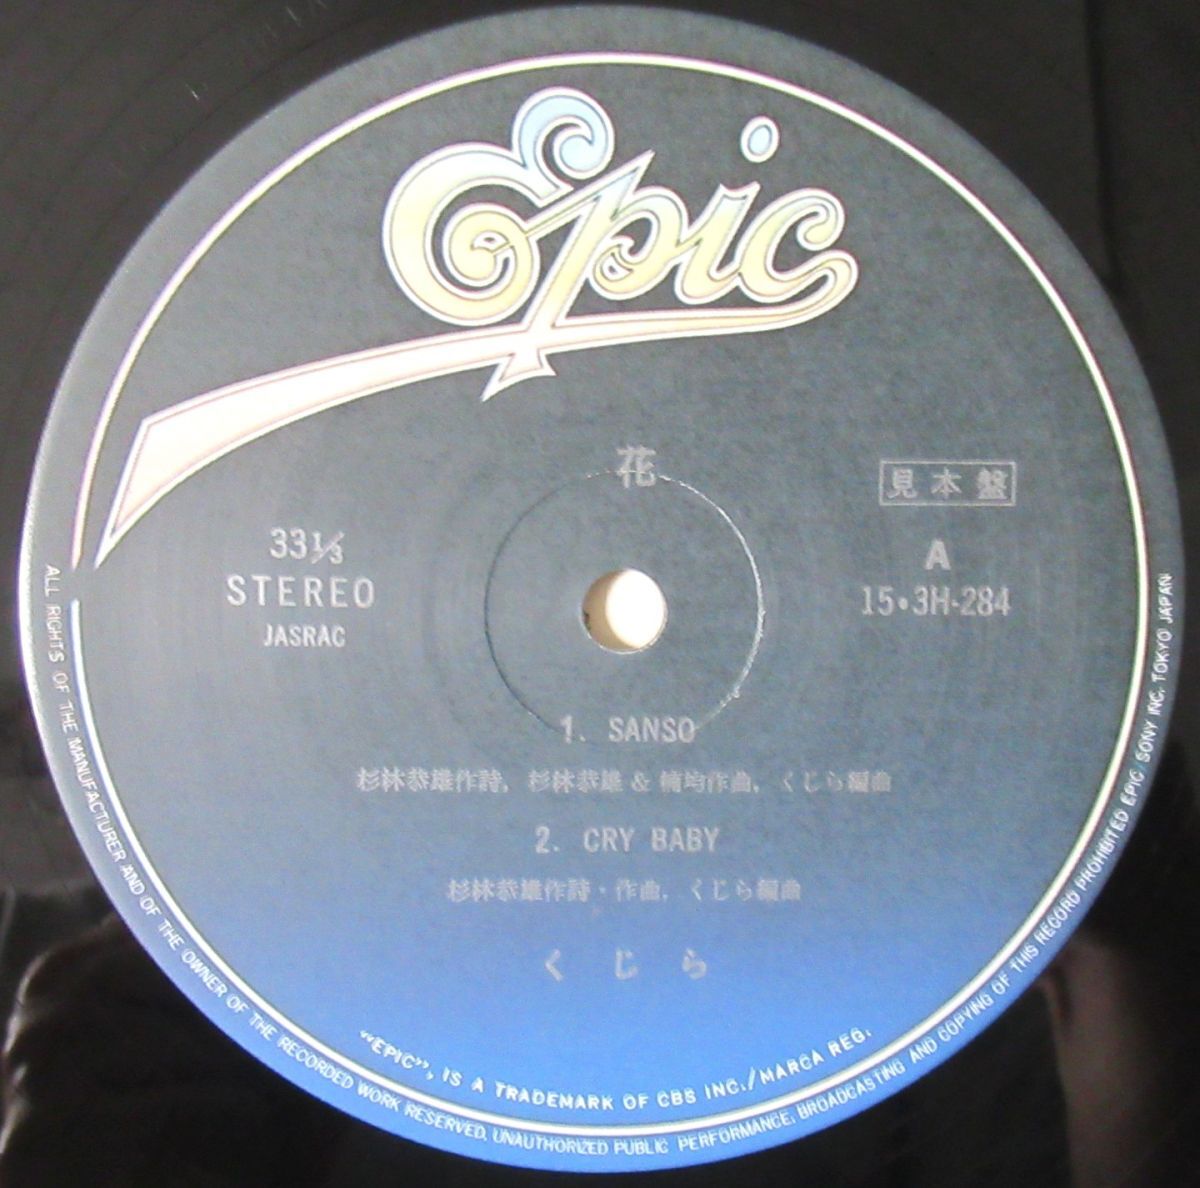 Epic
花
見本盤
33⅓
STEREO
JASRAC
A
15•3H-284
1. SANSO
杉林恭雄作詩, 杉林恭雄 & 楠均作曲, くじら編曲
2. CRY BABY
杉林恭雄作詩・作曲, くじら編曲
くじら
“EPIC”, IS A TRADEMARK OF CBS INC./MARCA REG.
ALL RIGHTS OF THE MANUFACTURER AND OF THE OWNER OF THE RECORDED WORK RESERVED, UNAUTHORIZED PUBLIC PERFORMANCE, BROADCASTING AND COPYING OF THIS RECORD PROHIBITED EPIC SONY INC. TOKYO JAPAN